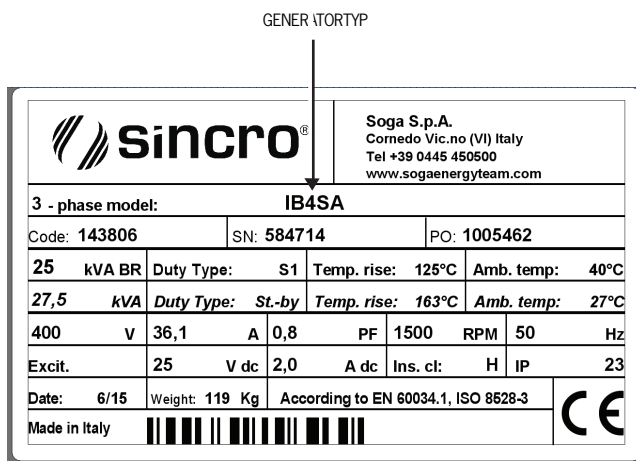 GENERATORTYP
sincro®
Soga S.p.A.
Cornedo Vic.no (VI) Italy
Tel +39 0445 450500
www.sogaenergyteam.com
3 - phase model: IB4SA
Code: 143806 SN: 584714 PO: 1005462
25 kVA BR Duty Type: S1 Temp. rise: 125°C Amb. temp: 40°C
27,5 kVA Duty Type: St.-by Temp. rise: 163°C Amb. temp: 27°C
400 V 36,1 A 0,8 PF 1500 RPM 50 Hz
Excit. 25 V dc 2,0 A dc Ins. cl: H IP 23
Date: 6/15 Weight: 119 Kg According to EN 60034.1, ISO 8528-3
CE
Made in Italy